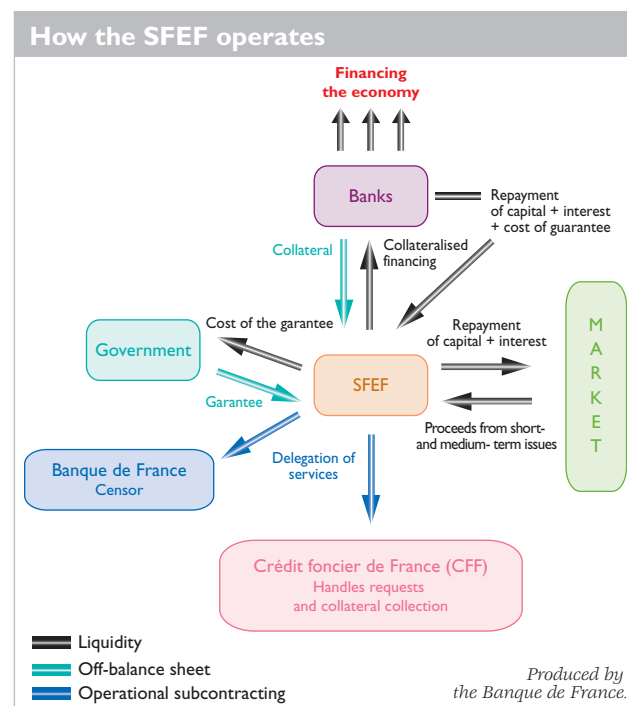 How the SFEF operates
Financing
the economy
Banks
Repayment
of capital + interest
+ cost of guarantee
Collateral
Collateralised
financing
Cost of the garantee
Government
Garantee
SFEF
Repayment
of capital + interest
Proceeds from short-
and medium- term issues
M
A
R
K
E
T
Banque de France
Censor
Delegation of
services
Crédit foncier de France (CFF)
Handles requests
and collateral collection
Liquidity
Off-balance sheet
Operational subcontracting
Produced by
the Banque de France.